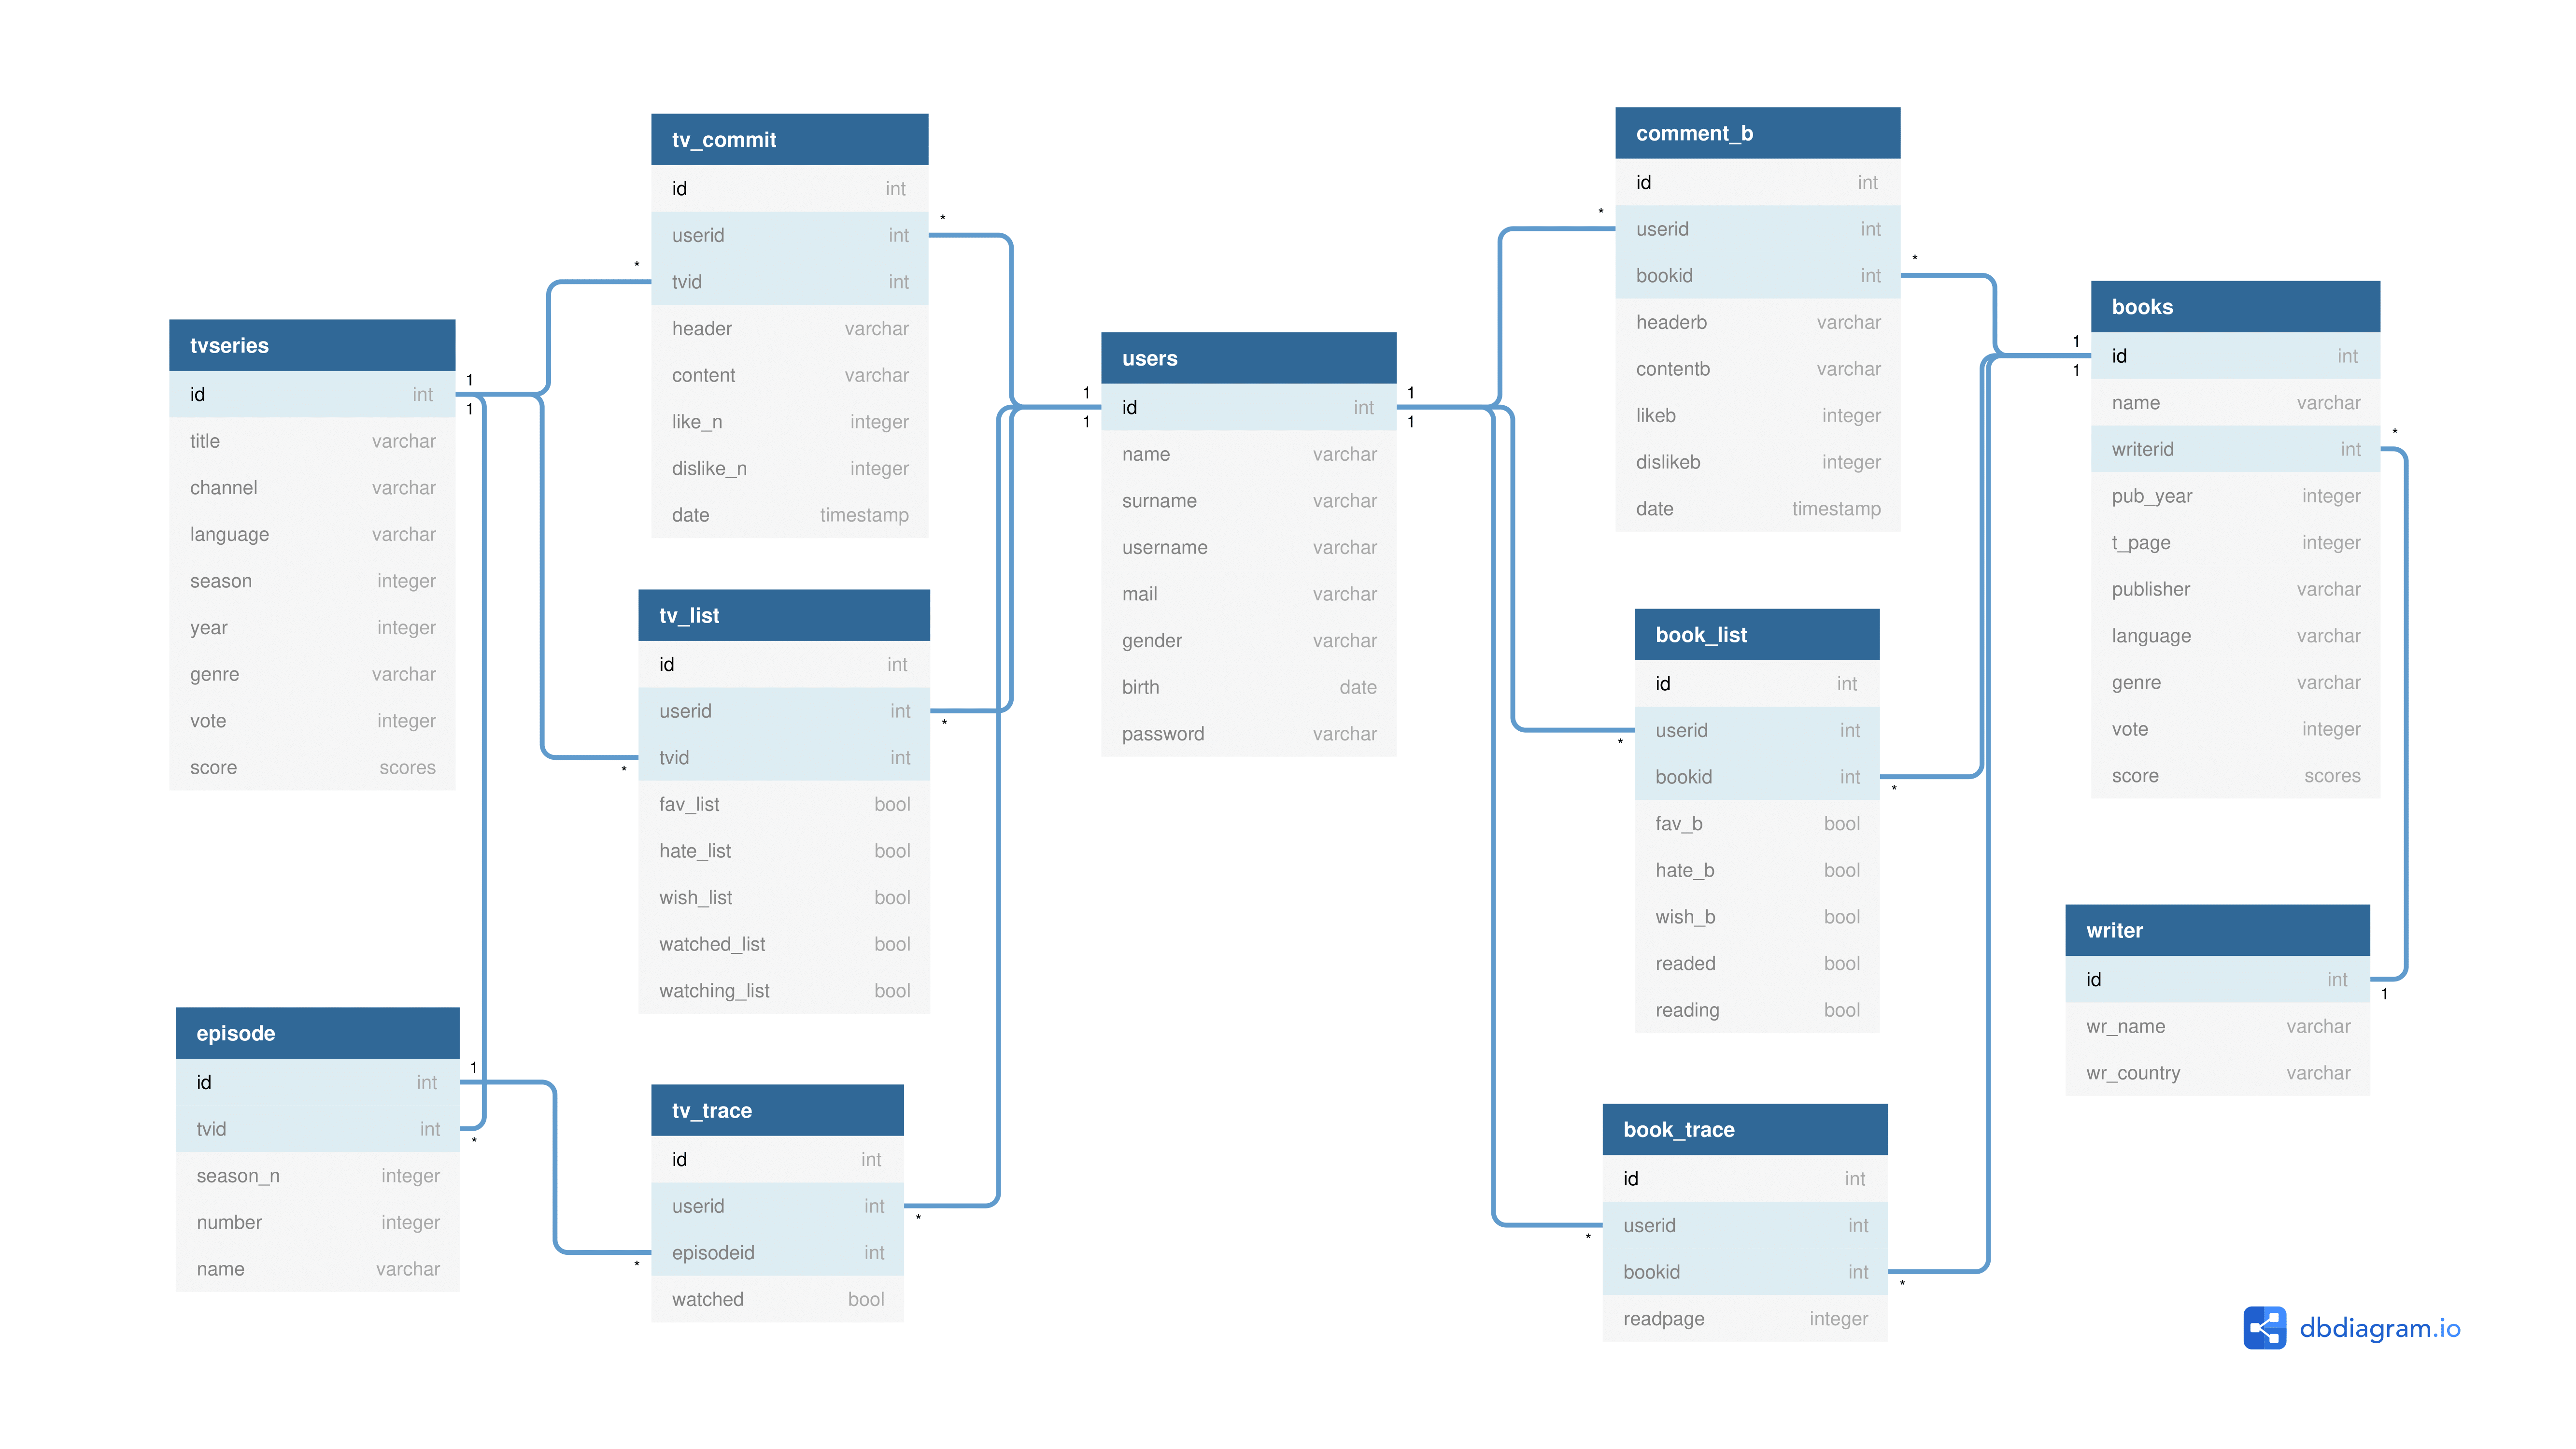 tv_commit
id int
userid int
tvid int
header varchar
content varchar
like_n integer
dislike_n integer
date timestamp
*
*
comment_b
id int
userid int
bookid int
headerb varchar
contentb varchar
likeb integer
dislikeb integer
date timestamp
*
*
tvseries
id int
title varchar
channel varchar
language varchar
season integer
year integer
genre varchar
vote integer
score scores
1
1
users
id int
name varchar
surname varchar
username varchar
mail varchar
gender varchar
birth date
password varchar
1
1
1
1
books
id int
name varchar
writerid int
pub_year integer
t_page integer
publisher varchar
language varchar
genre varchar
vote integer
score scores
1
1
*
tv_list
id int
userid int
tvid int
fav_list bool
hate_list bool
wish_list bool
watched_list bool
watching_list bool
*
*
book_list
id int
userid int
bookid int
fav_b bool
hate_b bool
wish_b bool
readed bool
reading bool
*
*
writer
id int
wr_name varchar
wr_country varchar
1
episode
id int
tvid int
season_n integer
number integer
name varchar
1
*
tv_trace
id int
userid int
episodeid int
watched bool
*
*
book_trace
id int
userid int
bookid int
readpage integer
*
*
dbdiagram.io